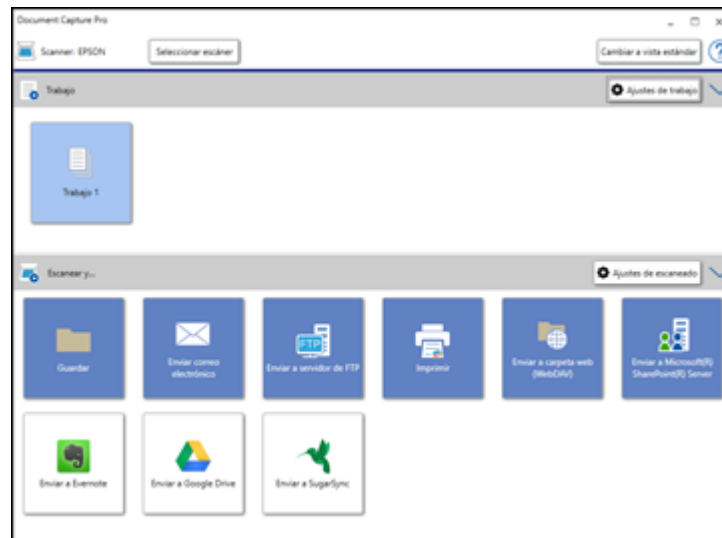 Document Capture Pro
Scanner: EPSON
Seleccionar escáner
Cambiar a vista estándar
?
Trabajo
Ajustes de trabajo
Trabajo 1
Escanear y...
Ajustes de escaneado
Guardar
Enviar correo
electrónico
FTP
Enviar a servidor de FTP
Imprimir
Enviar a carpeta web
(WebDAV)
Enviar a Microsoft(R)
SharePoint(R) Server
Enviar a Evernote
Enviar a Google Drive
Enviar a SugarSync